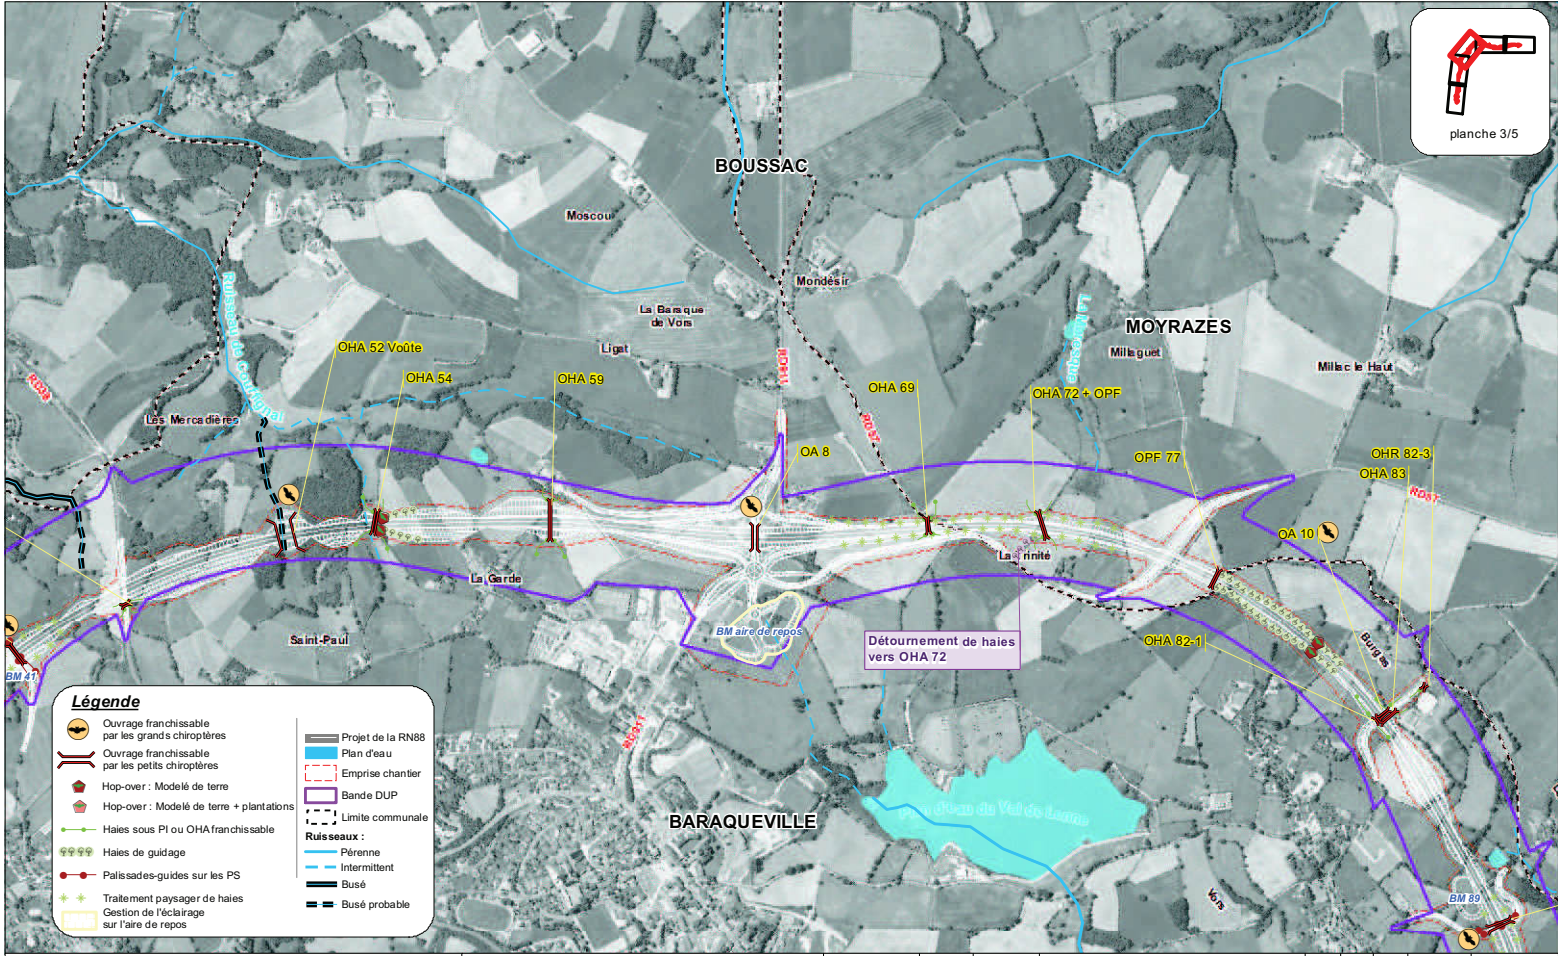 planche 3/5
BOUSSAC
Moscou
Mondésir
Ruisseau de Coutrignal
La Baraque
de Vors
RD911
MOYRAZES
OHA 52 Voûte
Ligat
Millaguet
Millac le Haut
OHA 54
OHA 59
OHA 69
OHA 72 + OPF
Les Mercadières
RD57
OA 8
OPF 77
OHR 82-3
OHA 83
RD57
OA 10
La Trinité
La Garde
BM aire de repos
Saint-Paul
Détournement de haies
vers OHA 72
OHA 82-1
Burgas
BM 41
RD911
BARAQUEVILLE
Plan d'eau du Val de Lenne
Vors
BM 89
Légende
Ouvrage franchissable
par les grands chiroptères
Ouvrage franchissable
par les petits chiroptères
Hop-over : Modelé de terre
Hop-over : Modelé de terre + plantations
Haies sous PI ou OHA franchissable
Haies de guidage
Palissades-guides sur les PS
Traitement paysager de haies
Gestion de l'éclairage
sur l'aire de repos
Projet de la RN88
Plan d'eau
Emprise chantier
Bande DUP
Limite communale
Ruisseaux :
Pérenne
Intermittent
Busé
Busé probable